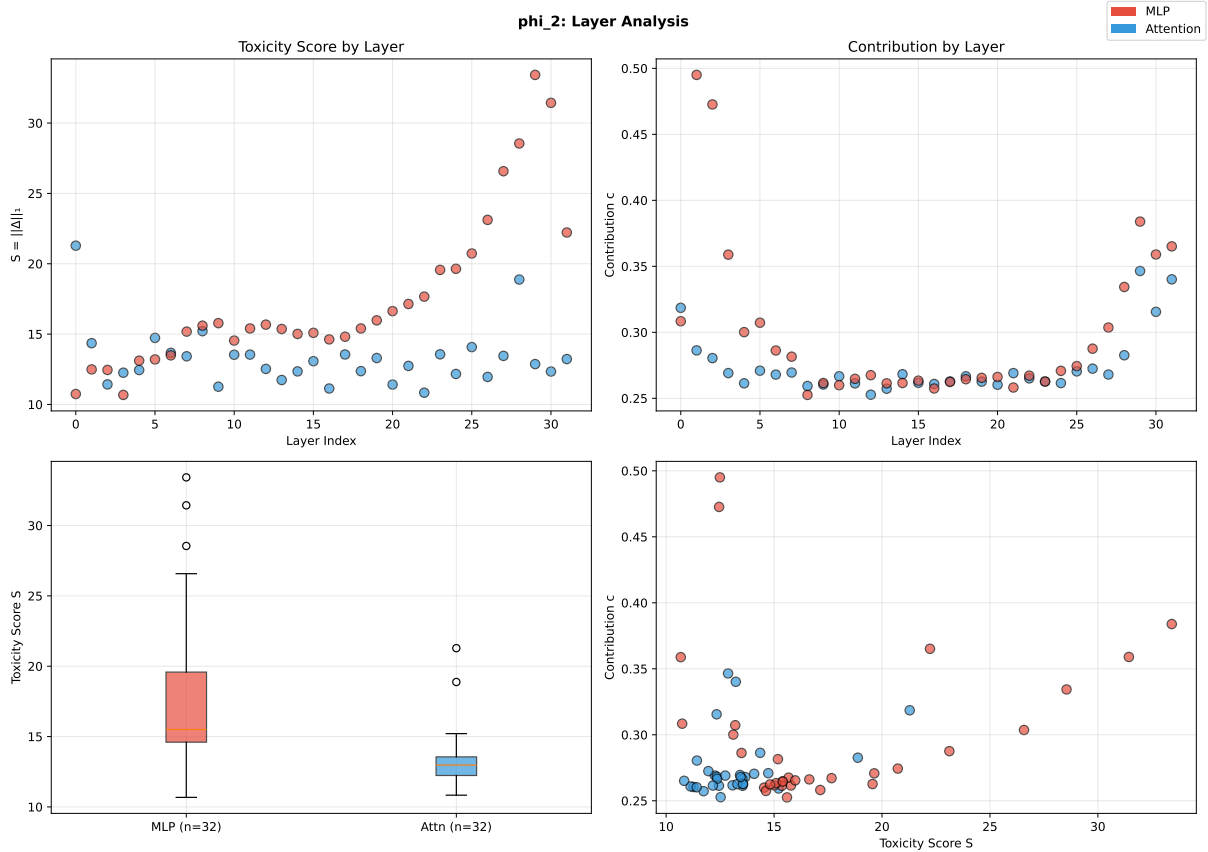 phi_2: Layer Analysis
MLP
Attention
Toxicity Score by Layer
S = ||Δ||₁
30
25
20
15
10
0 5 10 15 20 25 30
Layer Index
Contribution by Layer
Contribution c
0.50
0.45
0.40
0.35
0.30
0.25
0 5 10 15 20 25 30
Layer Index
Toxicity Score S
30
25
20
15
10
MLP (n=32) Attn (n=32)
Contribution c
0.50
0.45
0.40
0.35
0.30
0.25
10 15 20 25 30
Toxicity Score S